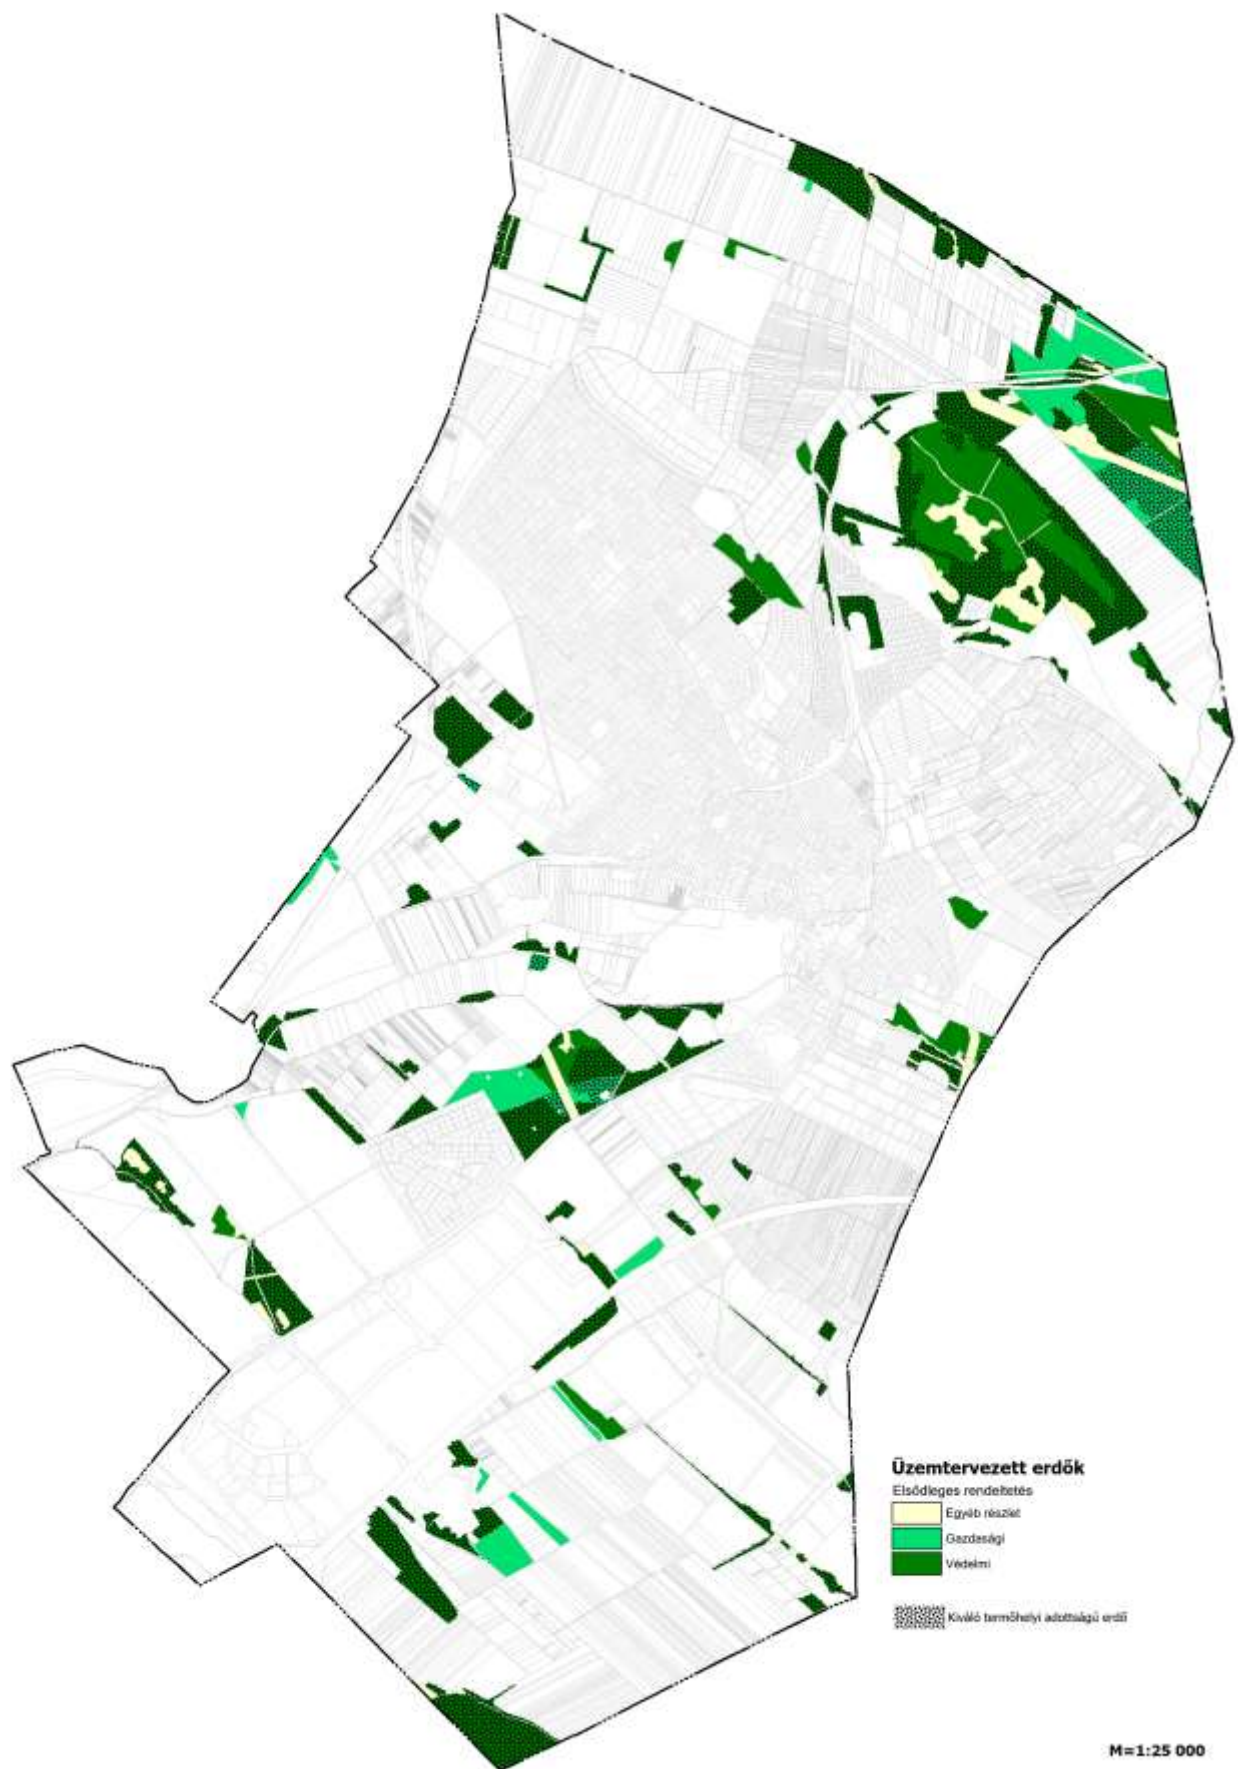 Üzemtervezett erdők
Elsődleges rendeltetés
Egyéb részlet
Gazdasági
Védelmi
Kiváló termőhelyi adottságú erdő
M=1:25 000